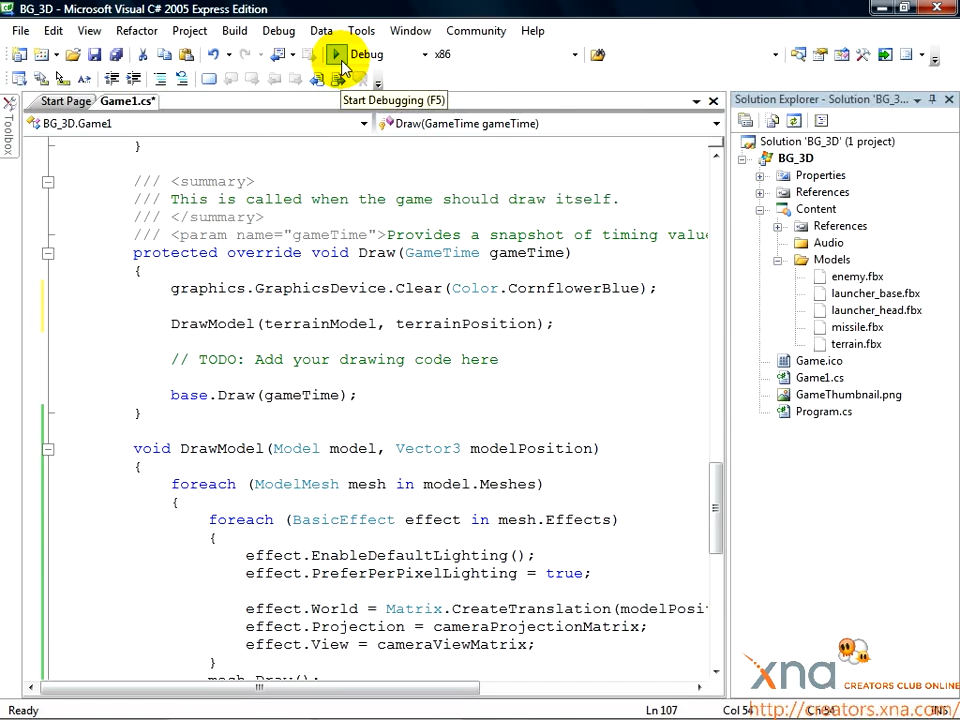 BG_3D - Microsoft Visual C# 2005 Express Edition
File Edit View Refactor Project Build Debug Data Tools Window Community Help
Debug x86
Start Debugging (F5)
Toolbox
Start Page Game1.cs*
BG_3D.Game1 Draw(GameTime gameTime)
}
/// <summary>
/// This is called when the game should draw itself.
/// </summary>
/// <param name="gameTime">Provides a snapshot of timing value
protected override void Draw(GameTime gameTime)
{
graphics.GraphicsDevice.Clear(Color.CornflowerBlue);
DrawModel(terrainModel, terrainPosition);
// TODO: Add your drawing code here
base.Draw(gameTime);
}
void DrawModel(Model model, Vector3 modelPosition)
{
foreach (ModelMesh mesh in model.Meshes)
{
foreach (BasicEffect effect in mesh.Effects)
{
effect.EnableDefaultLighting();
effect.PreferPerPixelLighting = true;
effect.World = Matrix.CreateTranslation(modelPosi
effect.Projection = cameraProjectionMatrix;
effect.View = cameraViewMatrix;
}
mesh.Draw();
Solution Explorer - Solution 'BG_3...
Solution 'BG_3D' (1 project)
BG_3D
Properties
References
Content
References
Audio
Models
enemy.fbx
launcher_base.fbx
launcher_head.fbx
missile.fbx
terrain.fbx
Game.ico
Game1.cs
GameThumbnail.png
Program.cs
xna CREATORS CLUB ONLINE
http://creators.xna.com/
Ready Ln 107 Col 54 Ch 54 INS